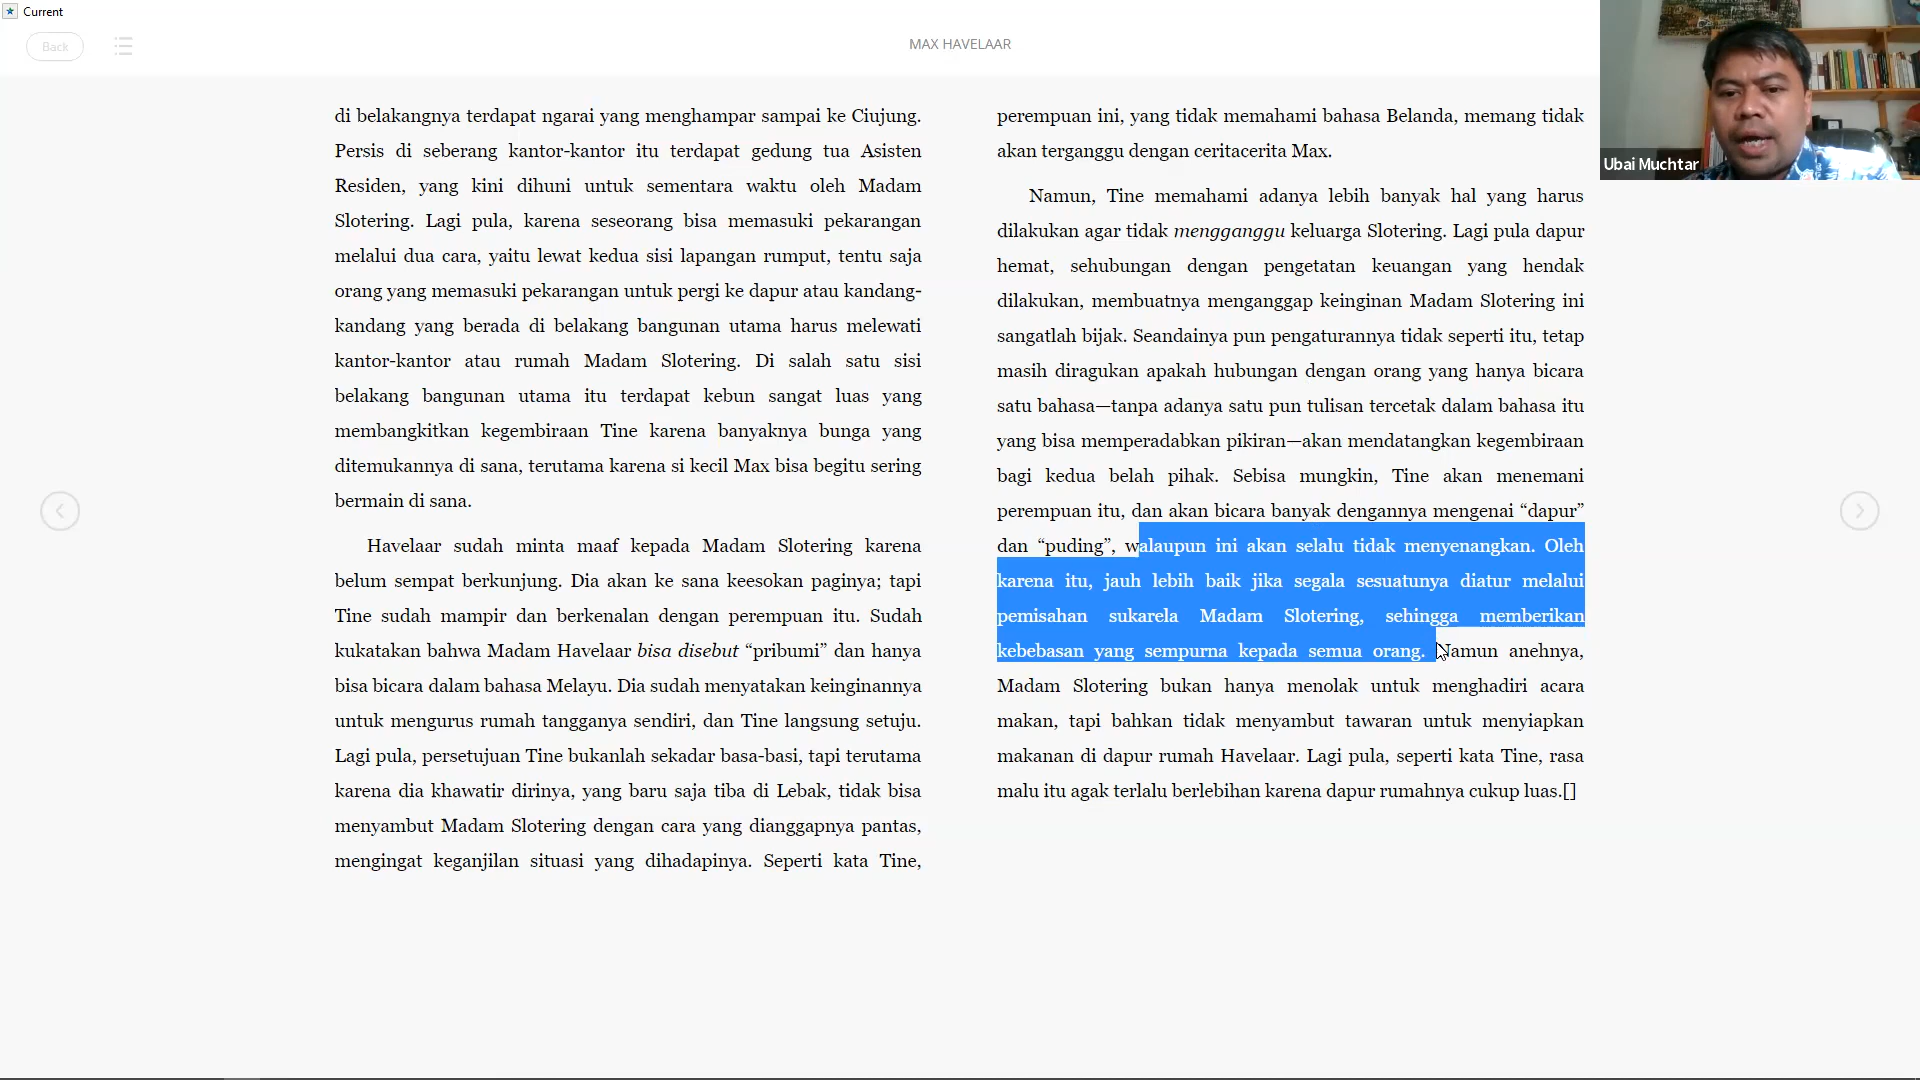 Current
Back
MAX HAVELAAR
Ubai Muchtar
di belakangnya terdapat ngarai yang menghampar sampai ke Ciujung.
Persis di seberang kantor-kantor itu terdapat gedung tua Asisten
Residen, yang kini dihuni untuk sementara waktu oleh Madam
Slotering. Lagi pula, karena seseorang bisa memasuki pekarangan
melalui dua cara, yaitu lewat kedua sisi lapangan rumput, tentu saja
orang yang memasuki pekarangan untuk pergi ke dapur atau kandang-
kandang yang berada di belakang bangunan utama harus melewati
kantor-kantor atau rumah Madam Slotering. Di salah satu sisi
belakang bangunan utama itu terdapat kebun sangat luas yang
membangkitkan kegembiraan Tine karena banyaknya bunga yang
ditemukannya di sana, terutama karena si kecil Max bisa begitu sering
bermain di sana.
Havelaar sudah minta maaf kepada Madam Slotering karena
belum sempat berkunjung. Dia akan ke sana keesokan paginya; tapi
Tine sudah mampir dan berkenalan dengan perempuan itu. Sudah
kukatakan bahwa Madam Havelaar bisa disebut “pribumi” dan hanya
bisa bicara dalam bahasa Melayu. Dia sudah menyatakan keinginannya
untuk mengurus rumah tangganya sendiri, dan Tine langsung setuju.
Lagi pula, persetujuan Tine bukanlah sekadar basa-basi, tapi terutama
karena dia khawatir dirinya, yang baru saja tiba di Lebak, tidak bisa
menyambut Madam Slotering dengan cara yang dianggapnya pantas,
mengingat keganjilan situasi yang dihadapinya. Seperti kata Tine,
perempuan ini, yang tidak memahami bahasa Belanda, memang tidak
akan terganggu dengan ceritacerita Max.
Namun, Tine memahami adanya lebih banyak hal yang harus
dilakukan agar tidak mengganggu keluarga Slotering. Lagi pula dapur
hemat, sehubungan dengan pengetatan keuangan yang hendak
dilakukan, membuatnya menganggap keinginan Madam Slotering ini
sangatlah bijak. Seandainya pun pengaturannya tidak seperti itu, tetap
masih diragukan apakah hubungan dengan orang yang hanya bicara
satu bahasa—tanpa adanya satu pun tulisan tercetak dalam bahasa itu
yang bisa memperadabkan pikiran—akan mendatangkan kegembiraan
bagi kedua belah pihak. Sebisa mungkin, Tine akan menemani
perempuan itu, dan akan bicara banyak dengannya mengenai “dapur”
dan “puding”, walaupun ini akan selalu tidak menyenangkan. Oleh
karena itu, jauh lebih baik jika segala sesuatunya diatur melalui
pemisahan sukarela Madam Slotering, sehingga memberikan
kebebasan yang sempurna kepada semua orang. Namun anehnya,
Madam Slotering bukan hanya menolak untuk menghadiri acara
makan, tapi bahkan tidak menyambut tawaran untuk menyiapkan
makanan di dapur rumah Havelaar. Lagi pula, seperti kata Tine, rasa
malu itu agak terlalu berlebihan karena dapur rumahnya cukup luas.[]